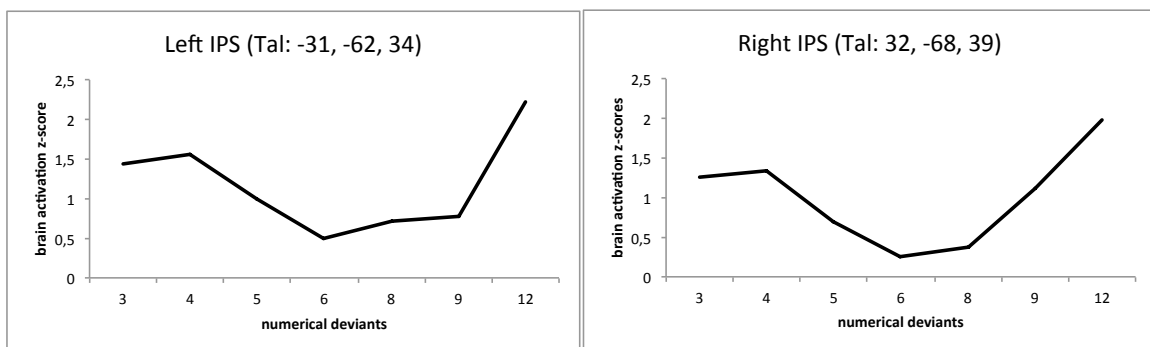 Left IPS (Tal: -31, -62, 34)
brain activation z-score
2,5
2
1,5
1
0,5
0
3 4 5 6 8 9 12
numerical deviants
Right IPS (Tal: 32, -68, 39)
brain activation z-scores
2,5
2
1,5
1
0,5
0
3 4 5 6 8 9 12
numerical deviants